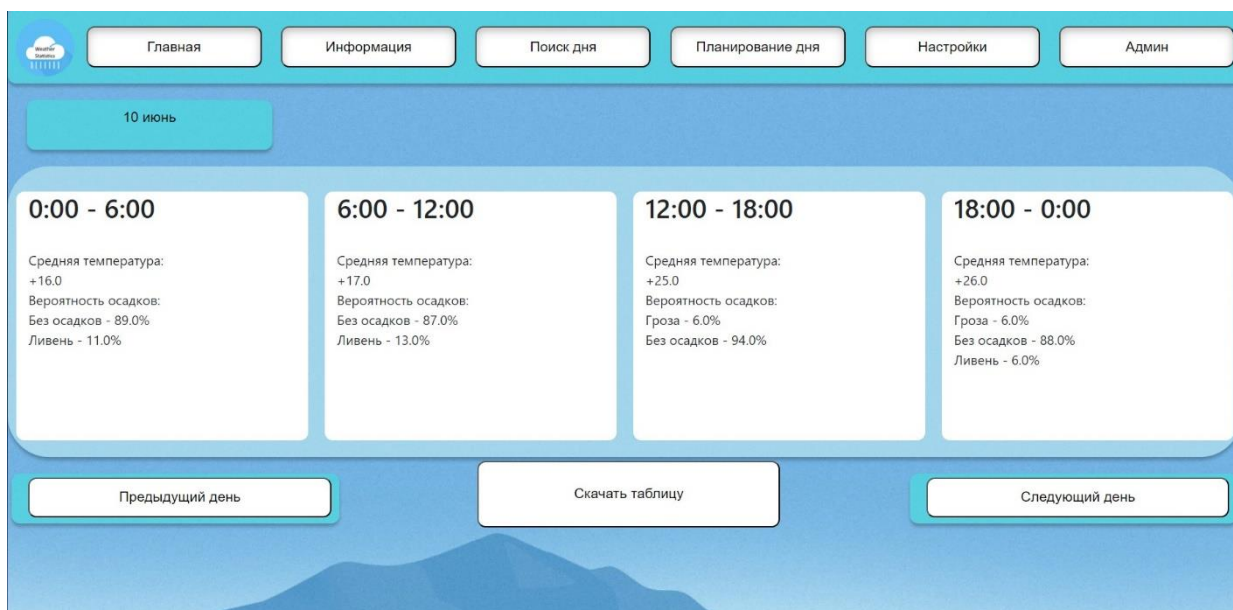 Weather
Statistics
Главная
Информация
Поиск дня
Планирование дня
Настройки
Админ
10 июнь
0:00 - 6:00
Средняя температура:
+16.0
Вероятность осадков:
Без осадков - 89.0%
Ливень - 11.0%
6:00 - 12:00
Средняя температура:
+17.0
Вероятность осадков:
Без осадков - 87.0%
Ливень - 13.0%
12:00 - 18:00
Средняя температура:
+25.0
Вероятность осадков:
Гроза - 6.0%
Без осадков - 94.0%
18:00 - 0:00
Средняя температура:
+26.0
Вероятность осадков:
Гроза - 6.0%
Без осадков - 88.0%
Ливень - 6.0%
Предыдущий день
Скачать таблицу
Следующий день